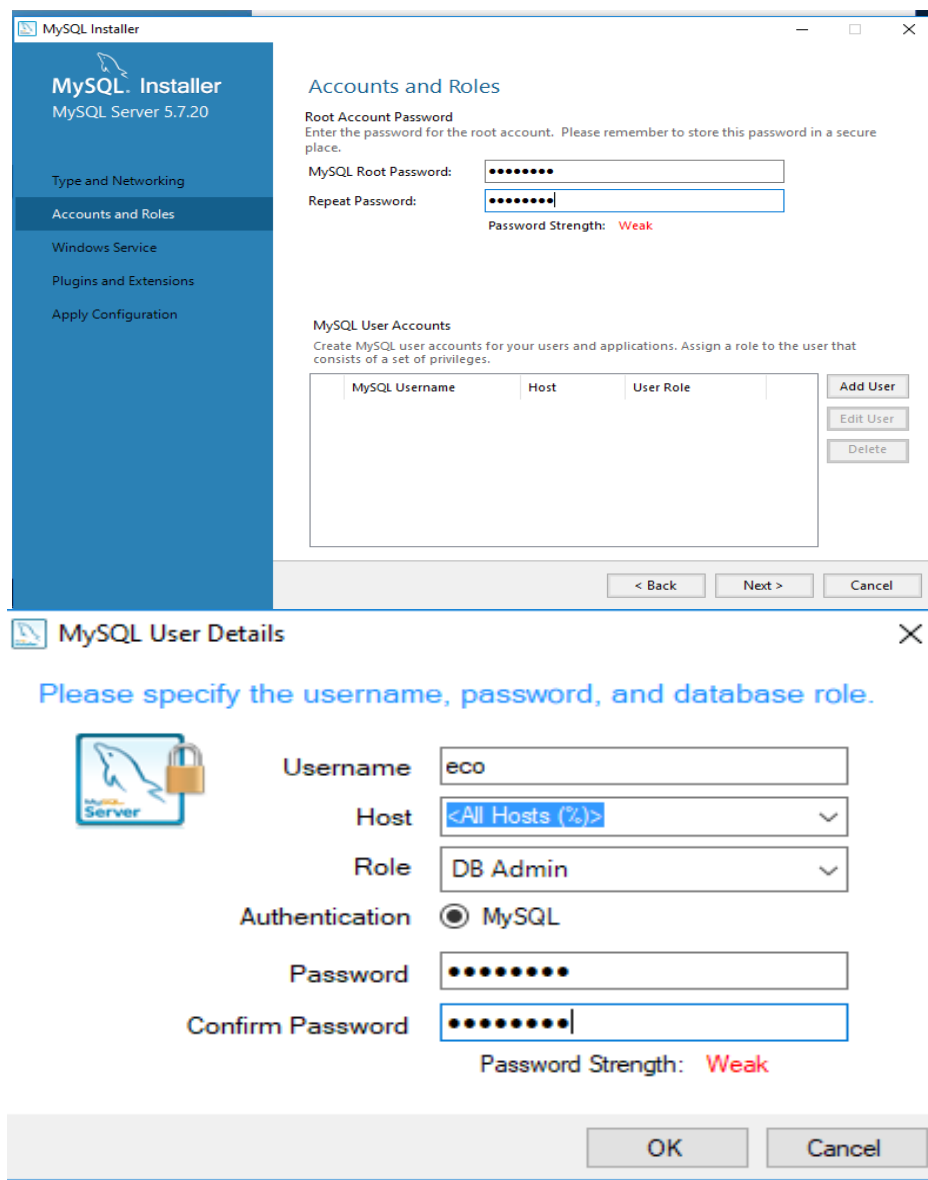 MySQL Installer
MySQL. Installer
MySQL Server 5.7.20
Type and Networking
Accounts and Roles
Windows Service
Plugins and Extensions
Apply Configuration
Accounts and Roles
Root Account Password
Enter the password for the root account. Please remember to store this password in a secure
place.
MySQL Root Password: ●●●●●●●●
Repeat Password: ●●●●●●●●
Password Strength: Weak
MySQL User Accounts
Create MySQL user accounts for your users and applications. Assign a role to the user that
consists of a set of privileges.
MySQL Username Host User Role
Add User
Edit User
Delete
< Back Next > Cancel
MySQL User Details
Please specify the username, password, and database role.
MySQL
Server
Username eco
Host <All Hosts (%)>
Role DB Admin
Authentication MySQL
Password ●●●●●●●●
Confirm Password ●●●●●●●●
Password Strength: Weak
OK Cancel